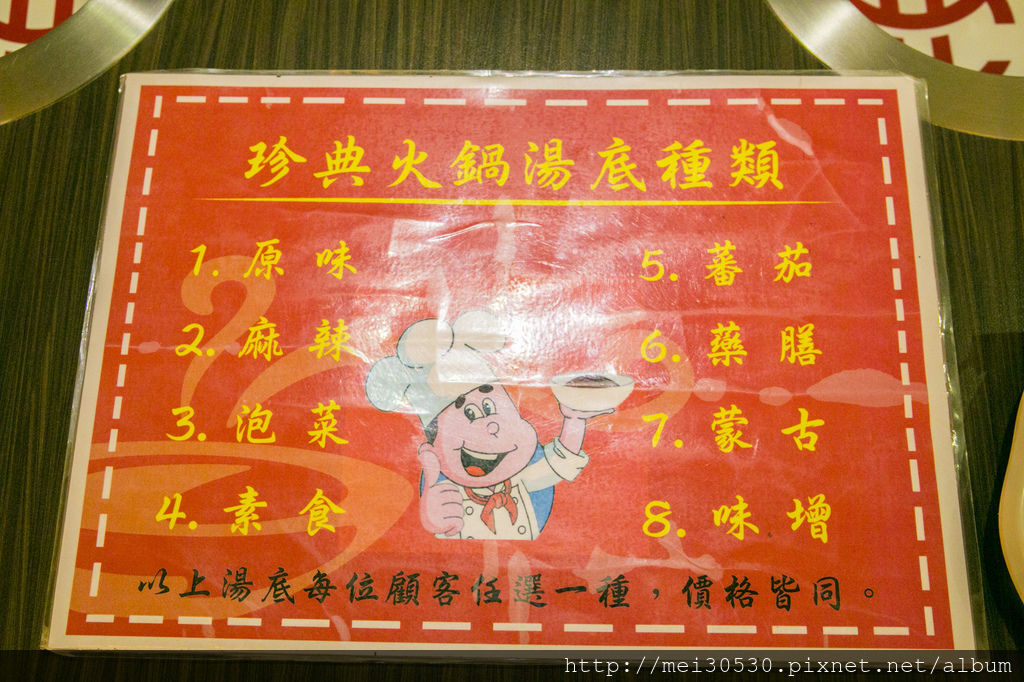 珍典火鍋湯底種類
1. 原味
2. 麻辣
3. 泡菜
4. 素食
5. 蕃茄
6. 藥膳
7. 蒙古
8. 味增
以上湯底每位顧客任選一種，價格皆同。
http://mei30530.pixnet.net/album